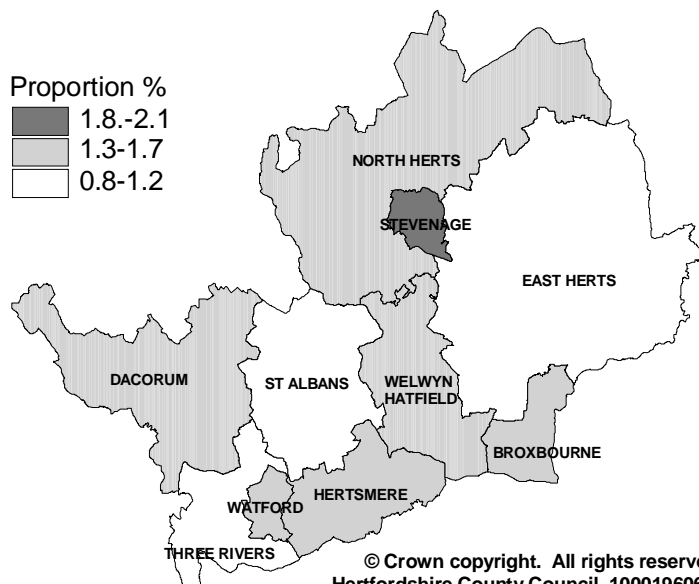 Proportion %
1.8.-2.1
1.3-1.7
0.8-1.2
NORTH HERTS
STEVENAGE
EAST HERTS
DACORUM
ST ALBANS
WELWYN
HATFIELD
BROXBOURNE
HERTSMERE
WATFORD
THREE RIVERS
© Crown copyright. All rights reserve
Hertfordshire County Council